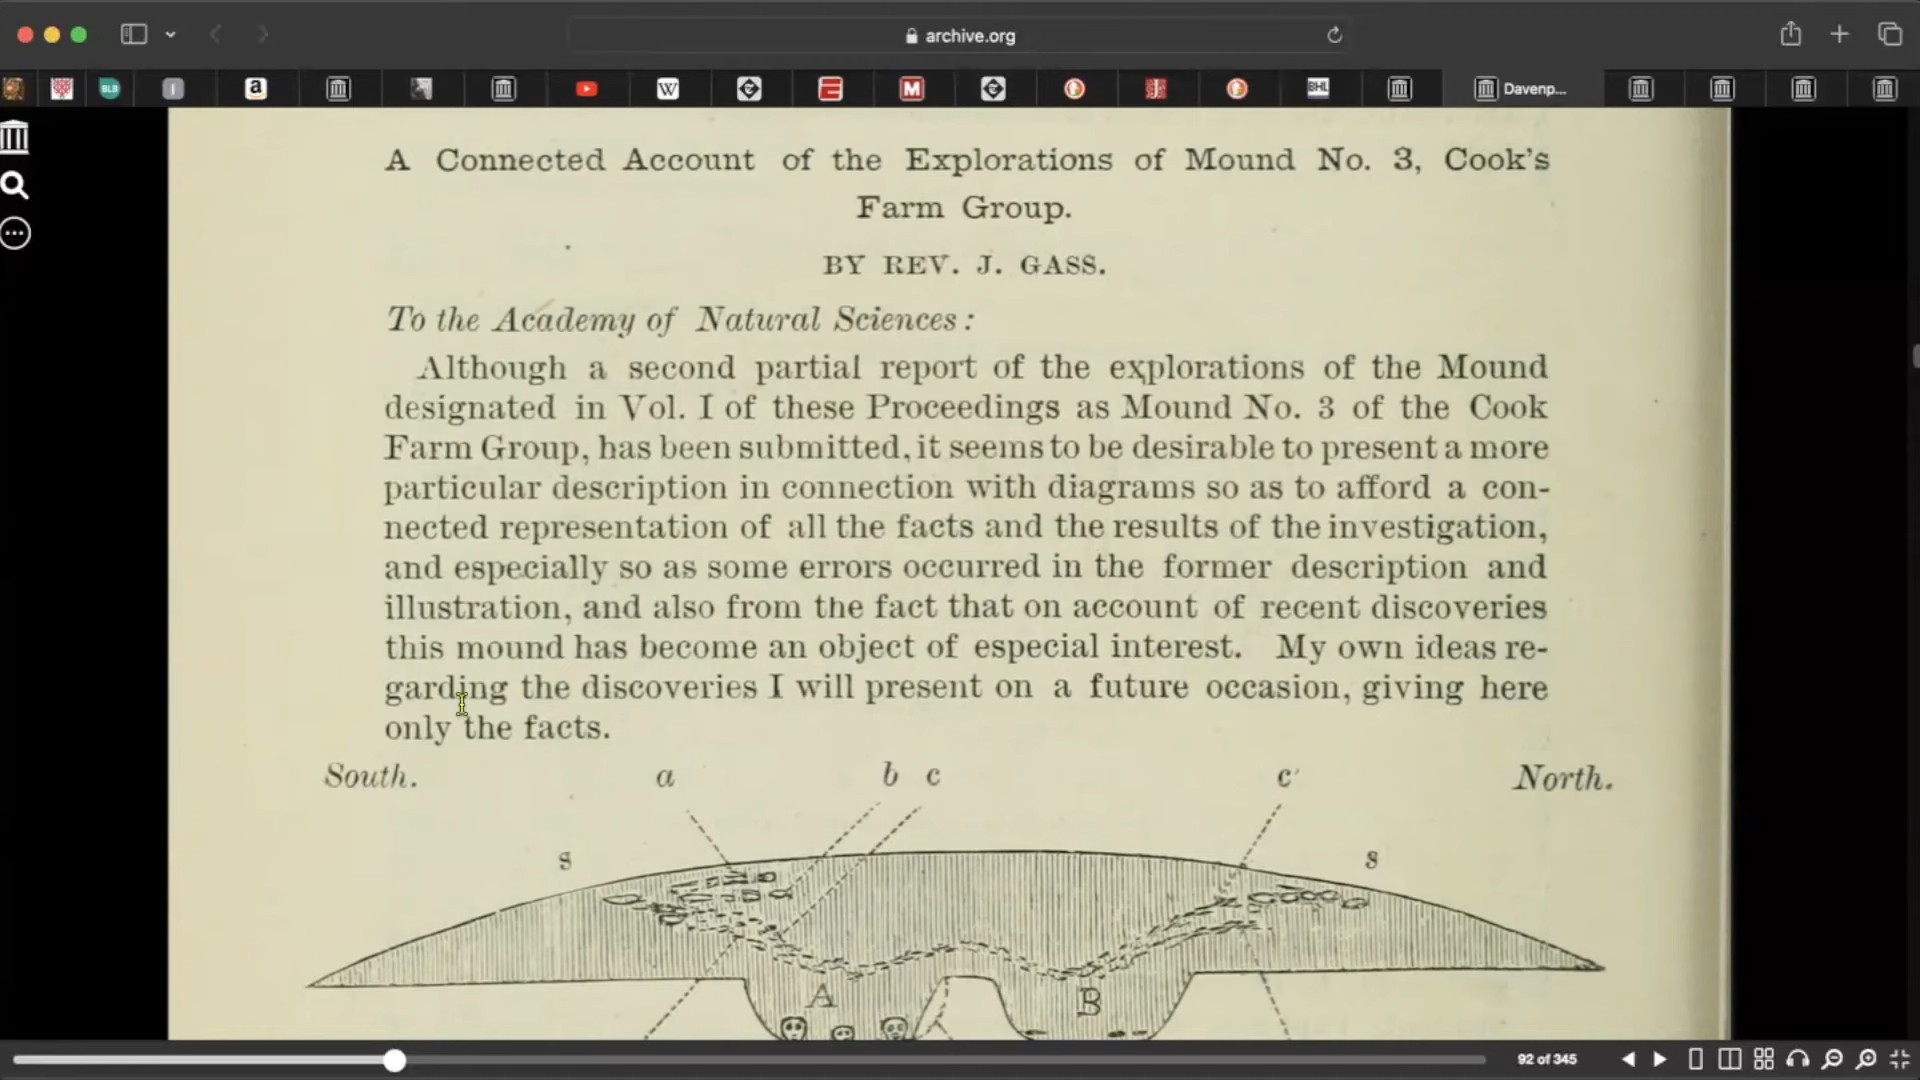 archive.org
BLB
I
a
W
M
J
BHL
Davenp...
A Connected Account of the Explorations of Mound No. 3, Cook's
Farm Group.
BY REV. J. GASS.
To the Academy of Natural Sciences:
Although a second partial report of the explorations of the Mound
designated in Vol. I of these Proceedings as Mound No. 3 of the Cook
Farm Group, has been submitted, it seems to be desirable to present a more
particular description in connection with diagrams so as to afford a con-
nected representation of all the facts and the results of the investigation,
and especially so as some errors occurred in the former description and
illustration, and also from the fact that on account of recent discoveries
this mound has become an object of especial interest. My own ideas re-
garding the discoveries I will present on a future occasion, giving here
only the facts.
South. a b c c' North.
s s
A B
92 of 345